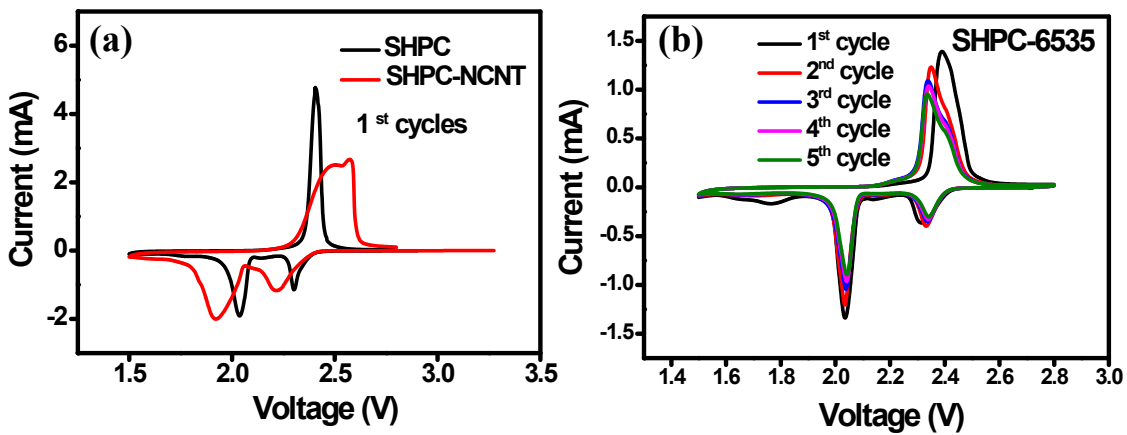 (a)
SHPC
SHPC-NCNT
1 st cycles
Current (mA)
6
4
2
0
-2
1.5
2.0
2.5
3.0
3.5
Voltage (V)
(b)
SHPC-6535
1st cycle
2nd cycle
3rd cycle
4th cycle
5th cycle
Current (mA)
1.5
1.0
0.5
0.0
-0.5
-1.0
-1.5
1.4
1.6
1.8
2.0
2.2
2.4
2.6
2.8
3.0
Voltage (V)